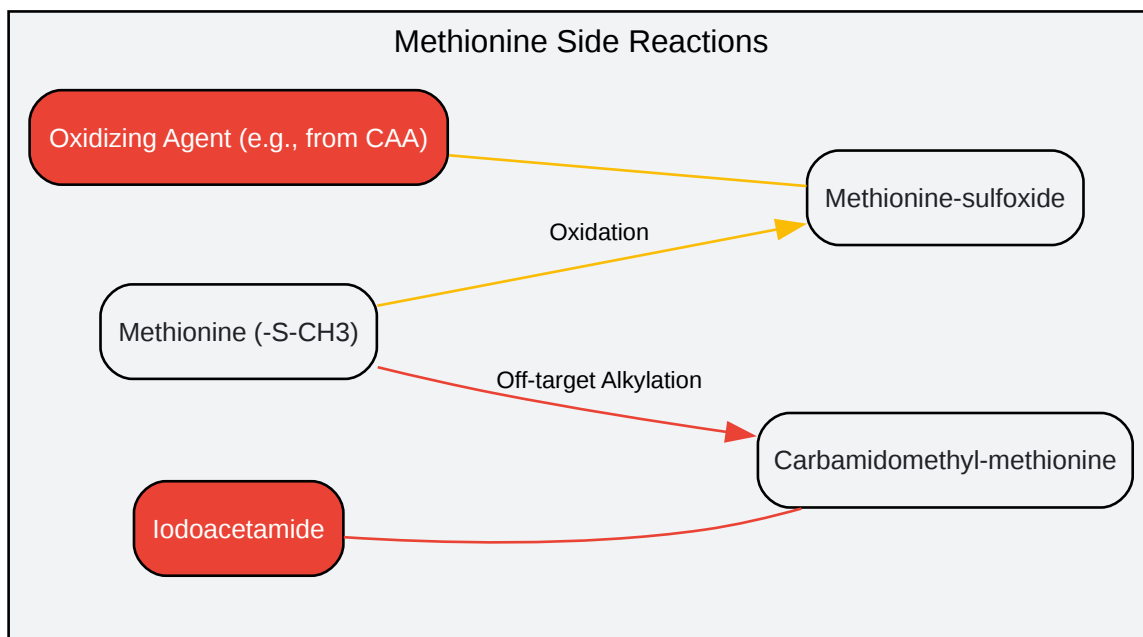 Methionine Side Reactions
Oxidizing Agent (e.g., from CAA)
Methionine-sulfoxide
Oxidation
Methionine (-S-CH3)
Off-target Alkylation
Carbamidomethyl-methionine
Iodoacetamide